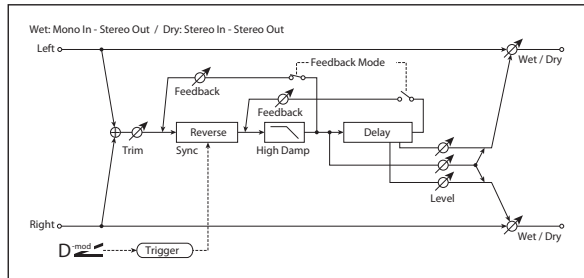 Wet: Mono In - Stereo Out / Dry: Stereo In - Stereo Out
Left
Wet / Dry
Feedback Mode
Feedback
Feedback
Reverse
Delay
Trim
Sync
High Damp
Level
Right
Wet / Dry
D-mod
Trigger